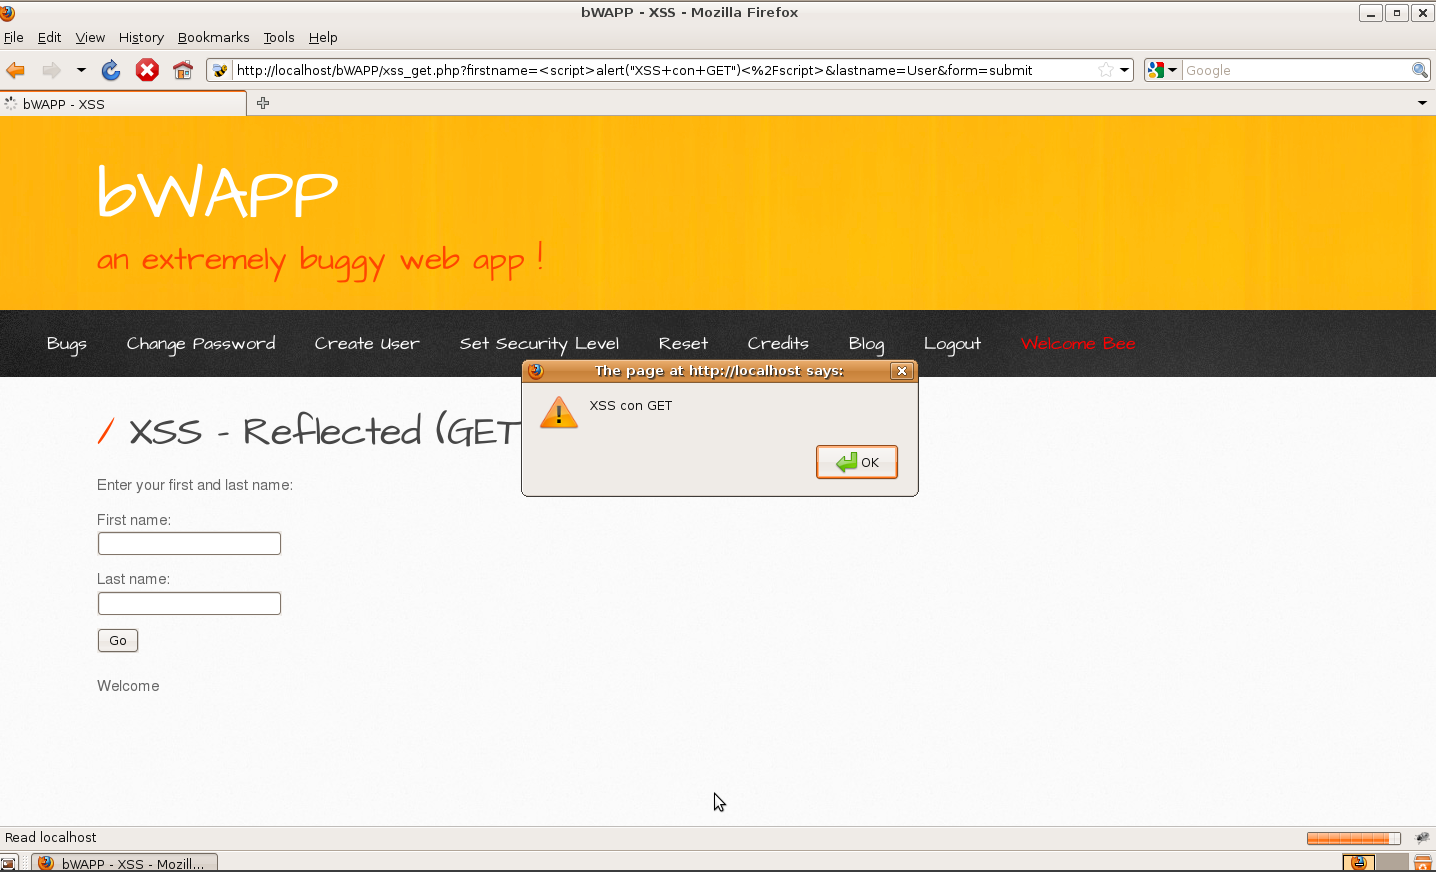 bWAPP - XSS - Mozilla Firefox
File Edit View History Bookmarks Tools Help
http://localhost/bWAPP/xss_get.php?firstname=<script>alert("XSS+con+GET")<%2Fscript>&lastname=User&form=submit
Google
bWAPP - XSS
bWAPP
an extremely buggy web app !
Bugs Change Password Create User Set Security Level Reset Credits Blog Logout Welcome Bee
The page at http://localhost says:
XSS con GET
OK
/ XSS - Reflected (GET
Enter your first and last name:
First name:
Last name:
Go
Welcome
Read localhost
bWAPP - XSS - Mozill...